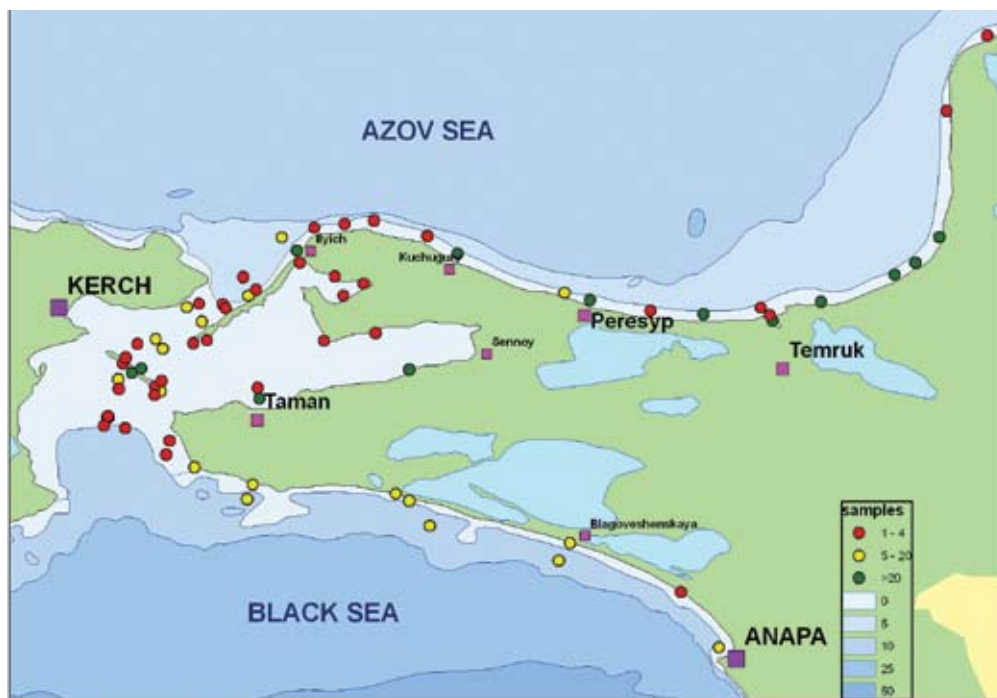 AZOV SEA
Ilyich
Kuchugury
KERCH
Peresyp
Sennoy
Temruk
Taman
Blagoveshenskaya
BLACK SEA
ANAPA
samples
1 - 4
5 - 20
>20
0
5
10
25
50